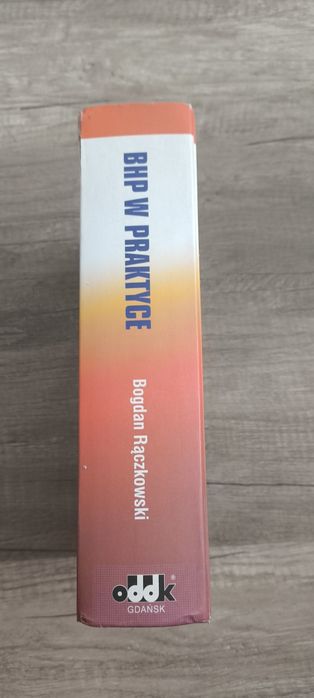 BHP W PRAKTYCE
Bogdan Rączkowski
oddk®
GDAŃSK